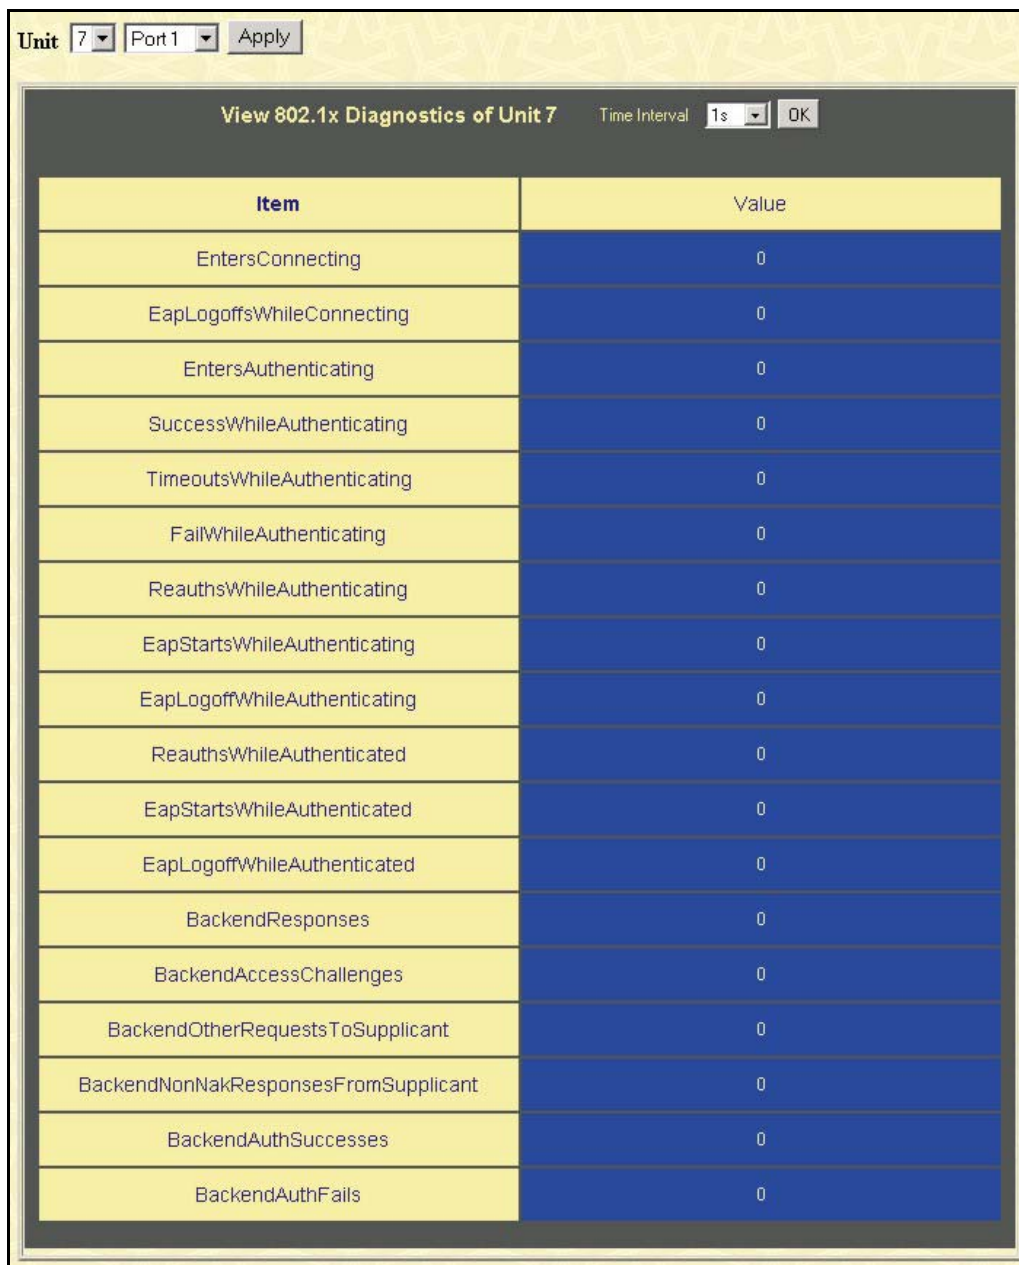 Unit 7 Port 1 Apply
View 802.1x Diagnostics of Unit 7 Time Interval 1s OK
Item Value
EntersConnecting 0
EapLogoffsWhileConnecting 0
EntersAuthenticating 0
SuccessWhileAuthenticating 0
TimeoutsWhileAuthenticating 0
FailWhileAuthenticating 0
ReauthsWhileAuthenticating 0
EapStartsWhileAuthenticating 0
EapLogoffWhileAuthenticating 0
ReauthsWhileAuthenticated 0
EapStartsWhileAuthenticated 0
EapLogoffWhileAuthenticated 0
BackendResponses 0
BackendAccessChallenges 0
BackendOtherRequestsToSupplicant 0
BackendNonNakResponsesFromSupplicant 0
BackendAuthSuccesses 0
BackendAuthFails 0